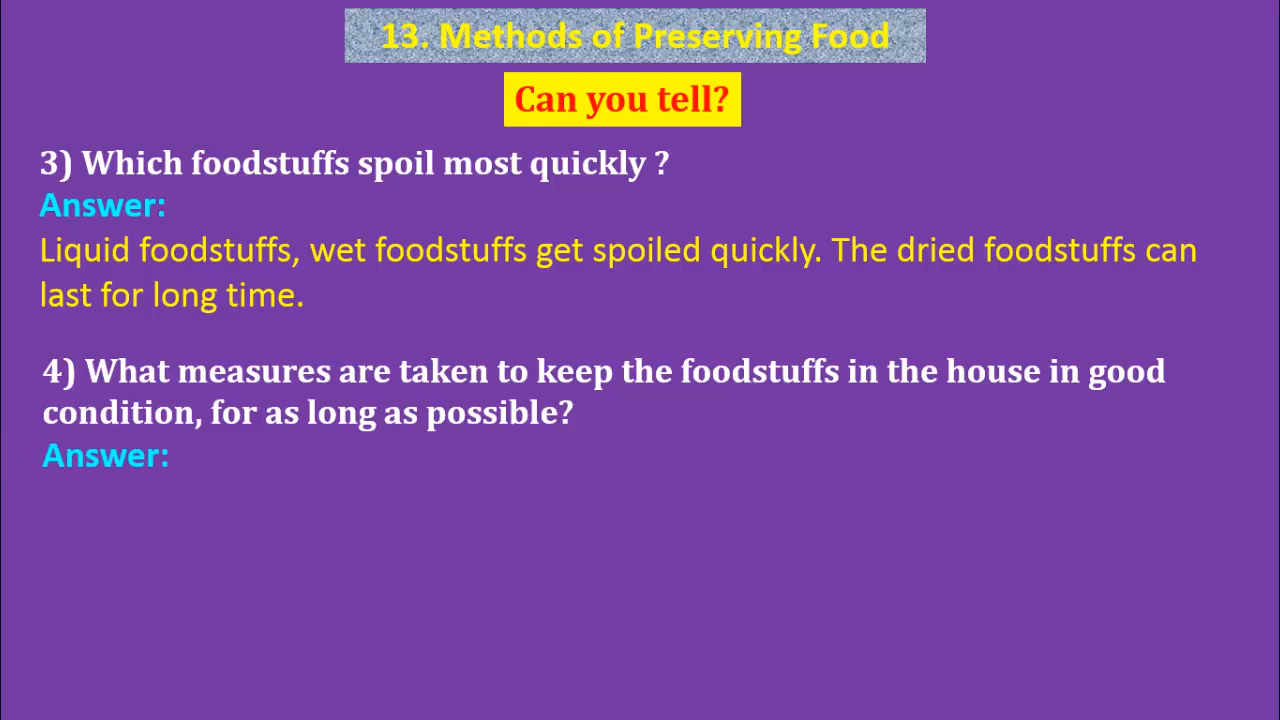 13. Methods of Preserving Food
Can you tell?
3) Which foodstuffs spoil most quickly ?
Answer:
Liquid foodstuffs, wet foodstuffs get spoiled quickly. The dried foodstuffs can
last for long time.
4) What measures are taken to keep the foodstuffs in the house in good
condition, for as long as possible?
Answer: